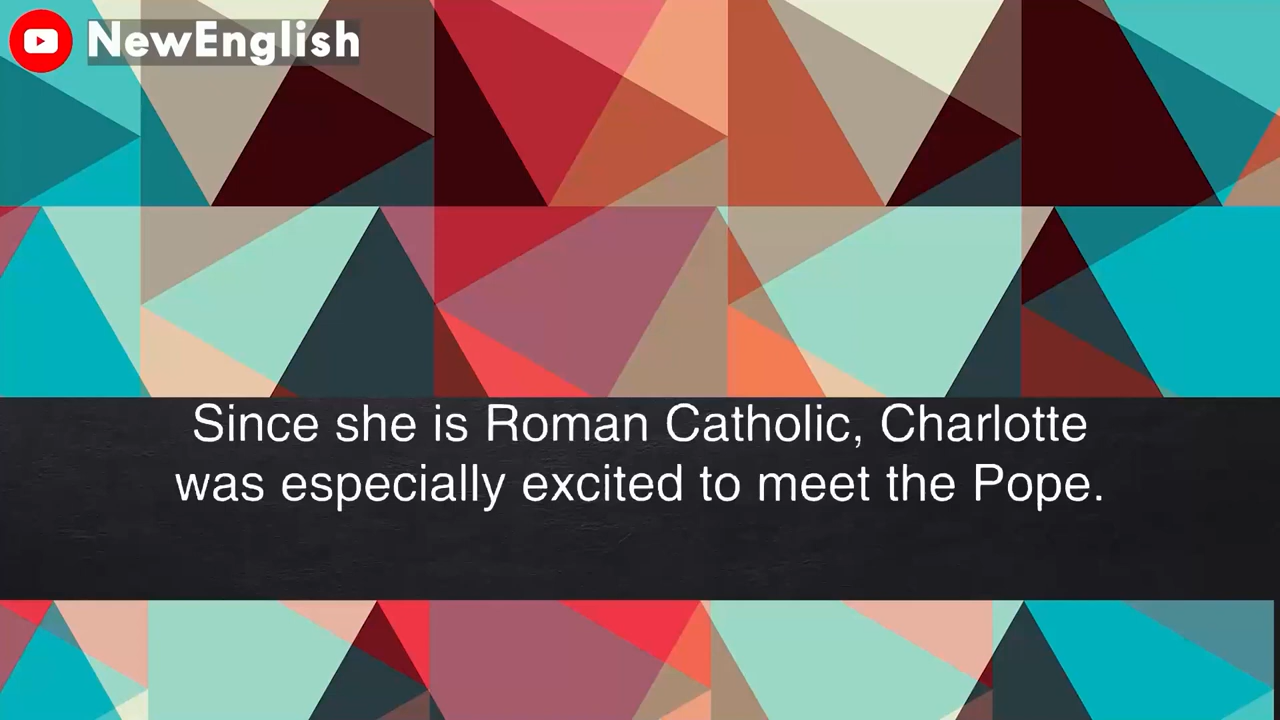 NewEnglish
Since she is Roman Catholic, Charlotte
was especially excited to meet the Pope.